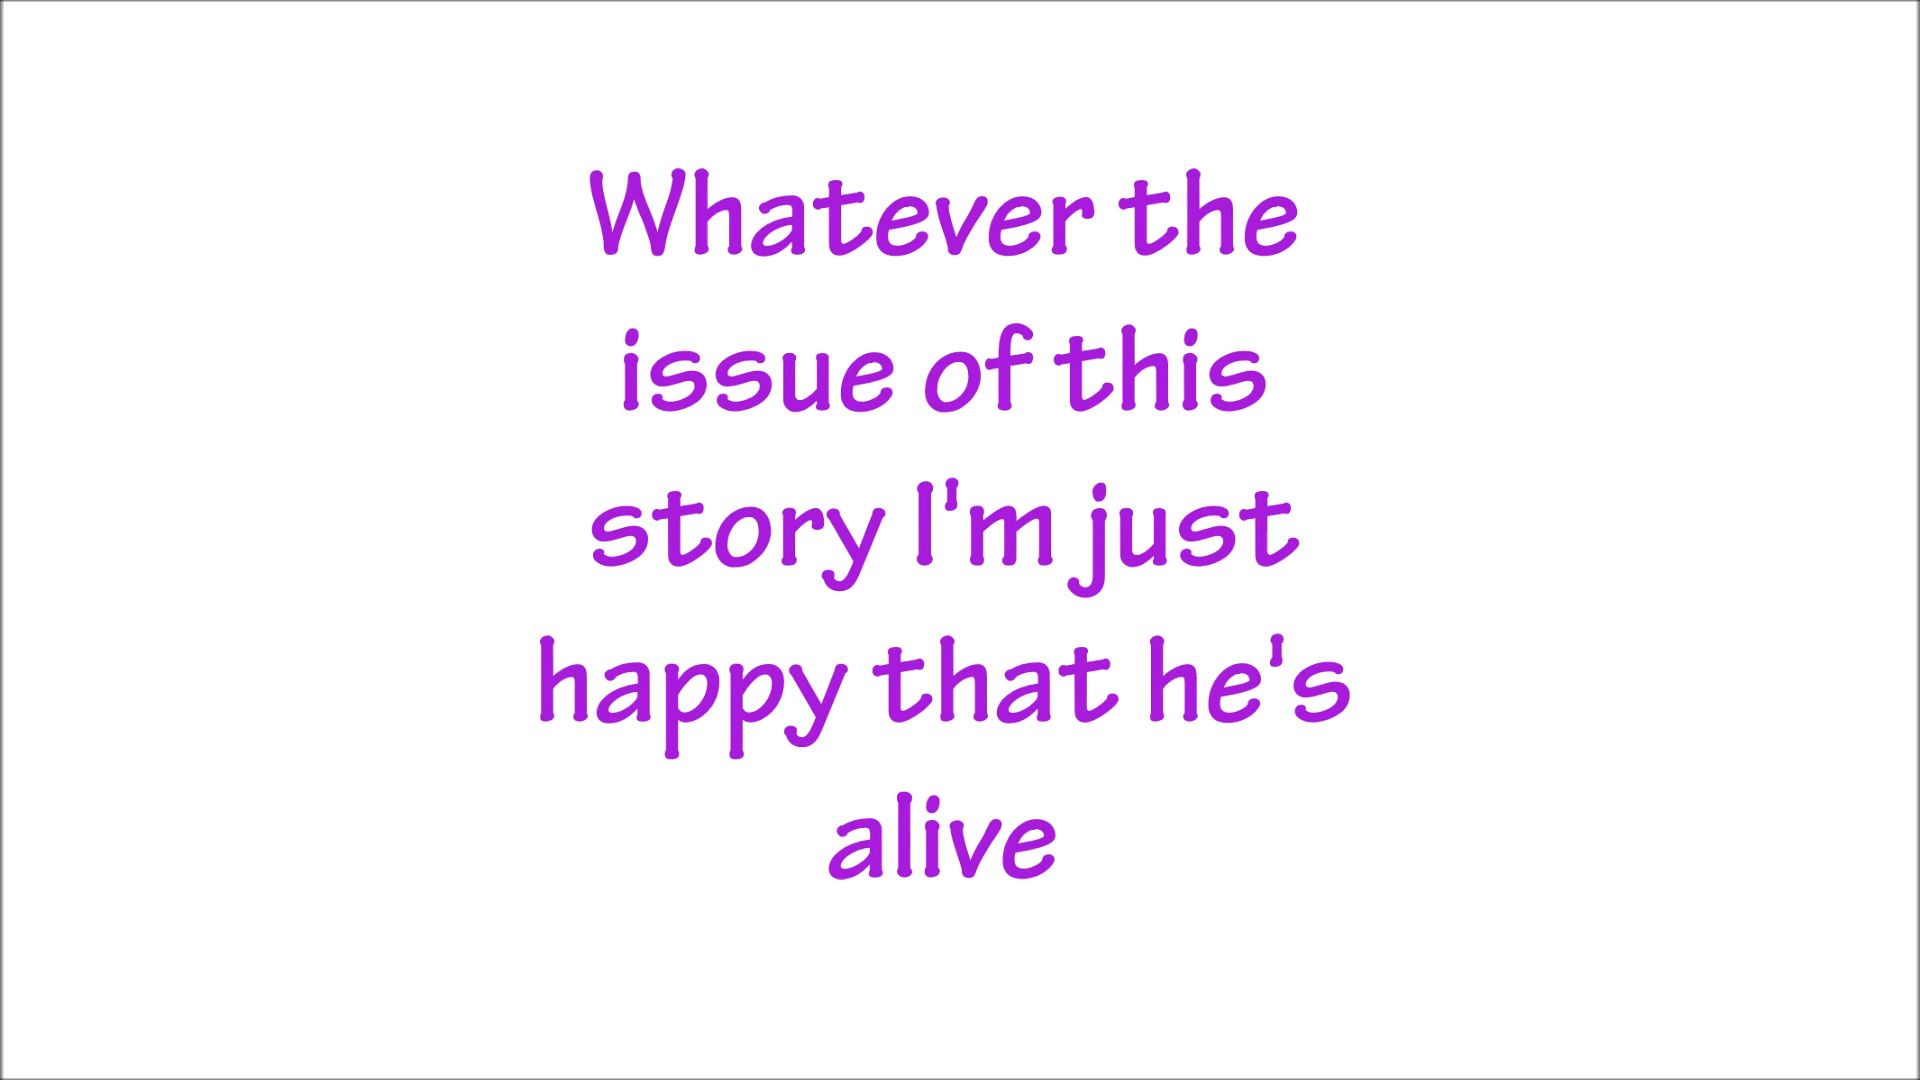 Whatever the
issue of this
story I'm just
happy that he's
alive